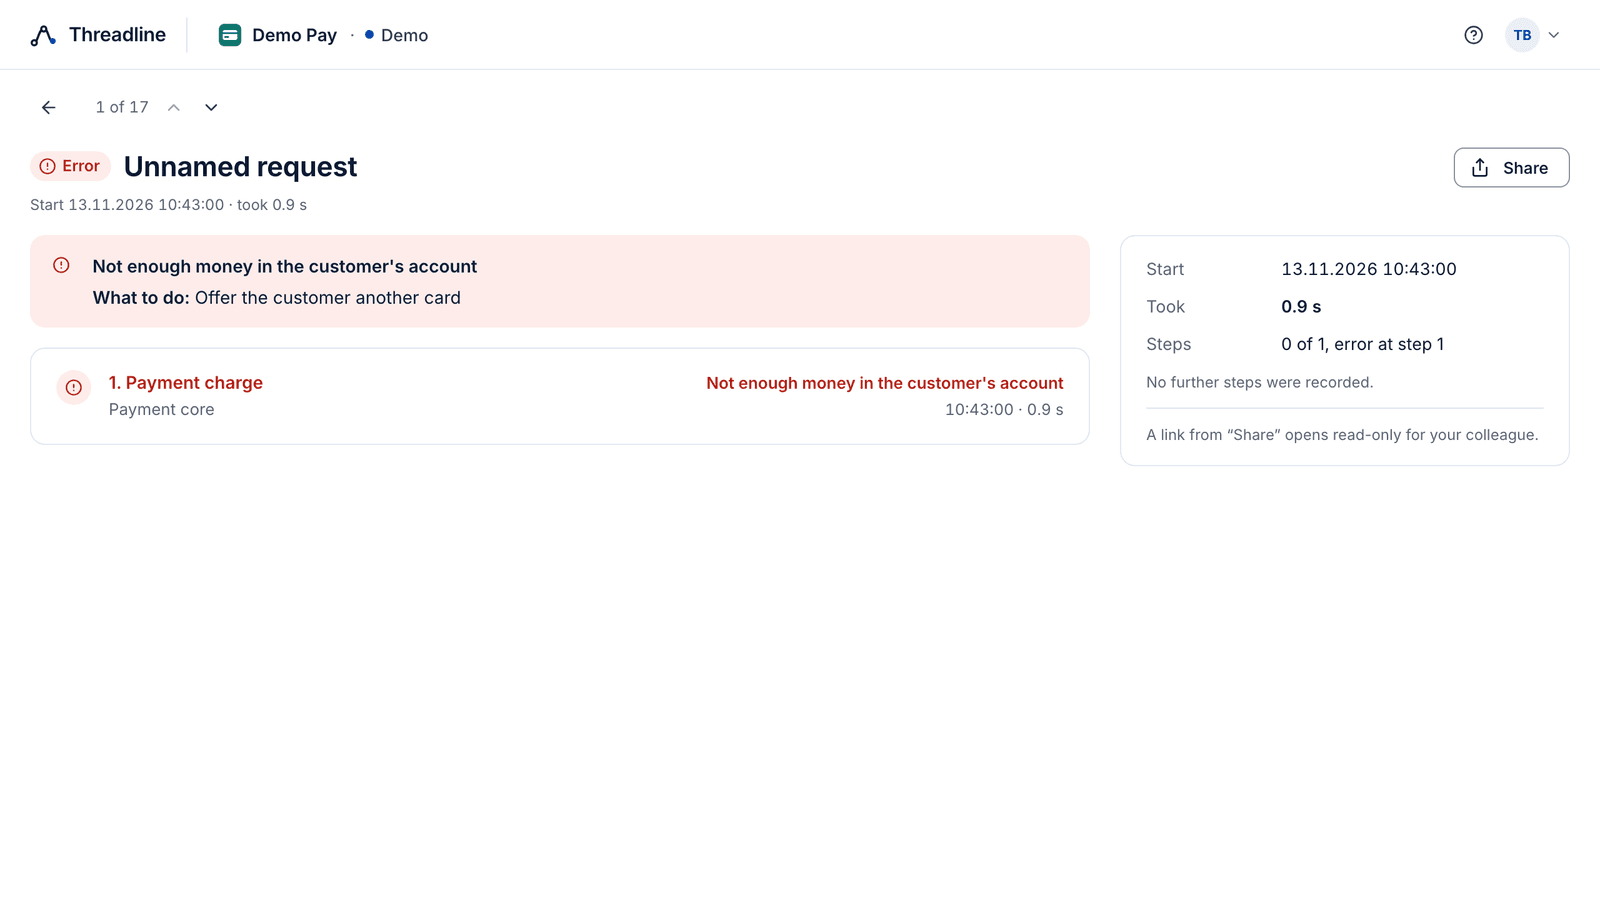 Threadline
Demo Pay · Demo
TB
1 of 17
Error
Unnamed request
Share
Start 13.11.2026 10:43:00 · took 0.9 s
Not enough money in the customer's account
What to do: Offer the customer another card
1. Payment charge
Not enough money in the customer's account
Payment core
10:43:00 · 0.9 s
Start 13.11.2026 10:43:00
Took 0.9 s
Steps 0 of 1, error at step 1
No further steps were recorded.
A link from “Share” opens read-only for your colleague.